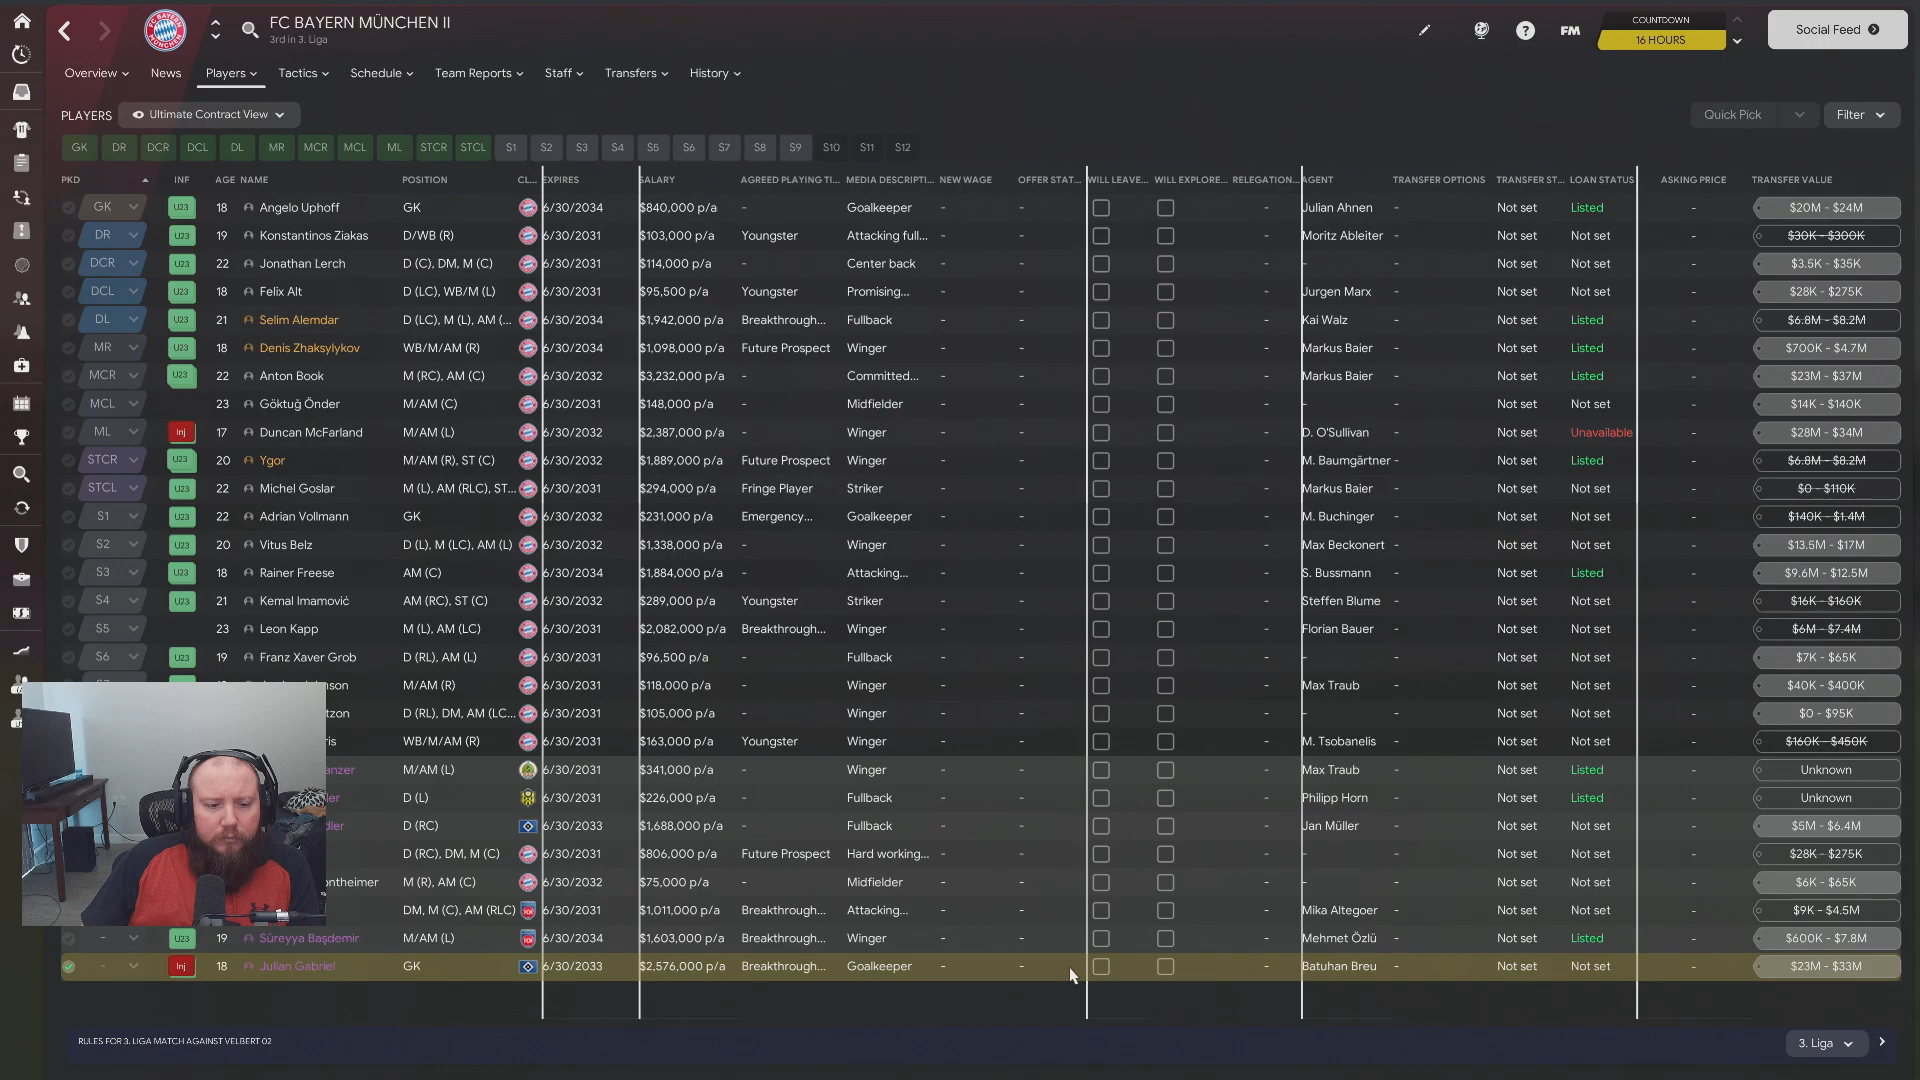 FC BAYERN MÜNCHEN II
3rd in 3. Liga
FM
COUNTDOWN
16 HOURS
Social Feed
Overview News Players Tactics Schedule Team Reports Staff Transfers History
PLAYERS Ultimate Contract View Quick Pick Filter
GK DR DCR DCL DL MR MCR MCL ML STCR STCL S1 S2 S3 S4 S5 S6 S7 S8 S9 S10 S11 S12
PKD INF AGE NAME POSITION CL... EXPIRES SALARY AGREED PLAYING TI... MEDIA DESCRIPTI... NEW WAGE OFFER STAT... WILL LEAVE... WILL EXPLORE... RELEGATION... AGENT TRANSFER OPTIONS TRANSFER ST... LOAN STATUS ASKING PRICE TRANSFER VALUE
GK U23 18 Angelo Uphoff GK 6/30/2034 $840,000 p/a - Goalkeeper - - - Julian Ahnen - Not set Listed - $20M - $24M
DR U23 19 Konstantinos Ziakas D/WB (R) 6/30/2031 $103,000 p/a Youngster Attacking full... - - - Moritz Ableiter - Not set Not set - $30K - $300K
DCR U23 22 Jonathan Lerch D (C), DM, M (C) 6/30/2031 $114,000 p/a - Center back - - - - - Not set Not set - $3.5K - $35K
DCL U23 18 Felix Alt D (LC), WB/M (L) 6/30/2031 $95,500 p/a Youngster Promising... - - - Jurgen Marx - Not set Not set - $28K - $275K
DL U23 21 Selim Alemdar D (LC), M (L), AM (... 6/30/2034 $1,942,000 p/a Breakthrough... Fullback - - - Kai Walz - Not set Listed - $6.8M - $8.2M
MR U23 18 Denis Zhaksylykov WB/M/AM (R) 6/30/2034 $1,098,000 p/a Future Prospect Winger - - - Markus Baier - Not set Listed - $700K - $4.7M
MCR U23 22 Anton Book M (RC), AM (C) 6/30/2032 $3,232,000 p/a - Committed... - - - Markus Baier - Not set Listed - $23M - $37M
MCL 23 Göktuğ Önder M/AM (C) 6/30/2031 $148,000 p/a - Midfielder - - - - - Not set Not set - $14K - $140K
ML Inj 17 Duncan McFarland M/AM (L) 6/30/2032 $2,387,000 p/a - Winger - - - D. O'Sullivan - Not set Unavailable - $28M - $34M
STCR U23 20 Ygor M/AM (R), ST (C) 6/30/2032 $1,889,000 p/a Future Prospect Winger - - - M. Baumgärtner - Not set Listed - $6.8M - $8.2M
STCL U23 22 Michel Goslar M (L), AM (RLC), ST... 6/30/2031 $294,000 p/a Fringe Player Striker - - - Markus Baier - Not set Not set - $0 - $110K
S1 U23 22 Adrian Vollmann GK 6/30/2032 $231,000 p/a Emergency... Goalkeeper - - - M. Buchinger - Not set Not set - $140K - $1.4M
S2 U23 20 Vitus Belz D (L), M (LC), AM (L) 6/30/2032 $1,338,000 p/a - Winger - - - Max Beckonert - Not set Not set - $13.5M - $17M
S3 U23 18 Rainer Freese AM (C) 6/30/2034 $1,884,000 p/a - Attacking... - - - S. Bussmann - Not set Listed - $9.6M - $12.5M
S4 U23 21 Kemal Imamović AM (RC), ST (C) 6/30/2032 $289,000 p/a Youngster Striker - - - Steffen Blume - Not set Not set - $16K - $160K
S5 23 Leon Kapp M (L), AM (LC) 6/30/2031 $2,082,000 p/a Breakthrough... Winger - - - Florian Bauer - Not set Not set - $6M - $7.4M
S6 U23 19 Franz Xaver Grob D (RL), AM (L) 6/30/2031 $96,500 p/a - Fullback - - - - - Not set Not set - $7K - $65K
nson M/AM (R) 6/30/2031 $118,000 p/a - Winger - - - Max Traub - Not set Not set - $40K - $400K
tzon D (RL), DM, AM (LC... 6/30/2031 $105,000 p/a - Winger - - - - - Not set Not set - $0 - $95K
ris WB/M/AM (R) 6/30/2031 $163,000 p/a Youngster Winger - - - M. Tsobanelis - Not set Not set - $160K - $450K
anzer M/AM (L) 6/30/2031 $341,000 p/a - Winger - - - Max Traub - Not set Listed - Unknown
ler D (L) 6/30/2031 $226,000 p/a - Fullback - - - Philipp Horn - Not set Listed - Unknown
dler D (RC) 6/30/2033 $1,688,000 p/a - Fullback - - - Jan Müller - Not set Not set - $5M - $6.4M
D (RC), DM, M (C) 6/30/2031 $806,000 p/a Future Prospect Hard working... - - - - - Not set Not set - $28K - $275K
ontheimer M (R), AM (C) 6/30/2032 $75,000 p/a - Midfielder - - - - - Not set Not set - $6K - $65K
DM, M (C), AM (RLC) 6/30/2031 $1,011,000 p/a Breakthrough... Attacking... - - - Mika Altegoer - Not set Not set - $9K - $4.5M
- U23 19 Süreyya Başdemir M/AM (L) 6/30/2034 $1,603,000 p/a Breakthrough... Winger - - - Mehmet Özlü - Not set Listed - $600K - $7.8M
- Inj 18 Julian Gabriel GK 6/30/2033 $2,576,000 p/a Breakthrough... Goalkeeper - - - Batuhan Breu - Not set Not set - $23M - $33M
RULES FOR 3. LIGA MATCH AGAINST VELBERT 02 3. Liga